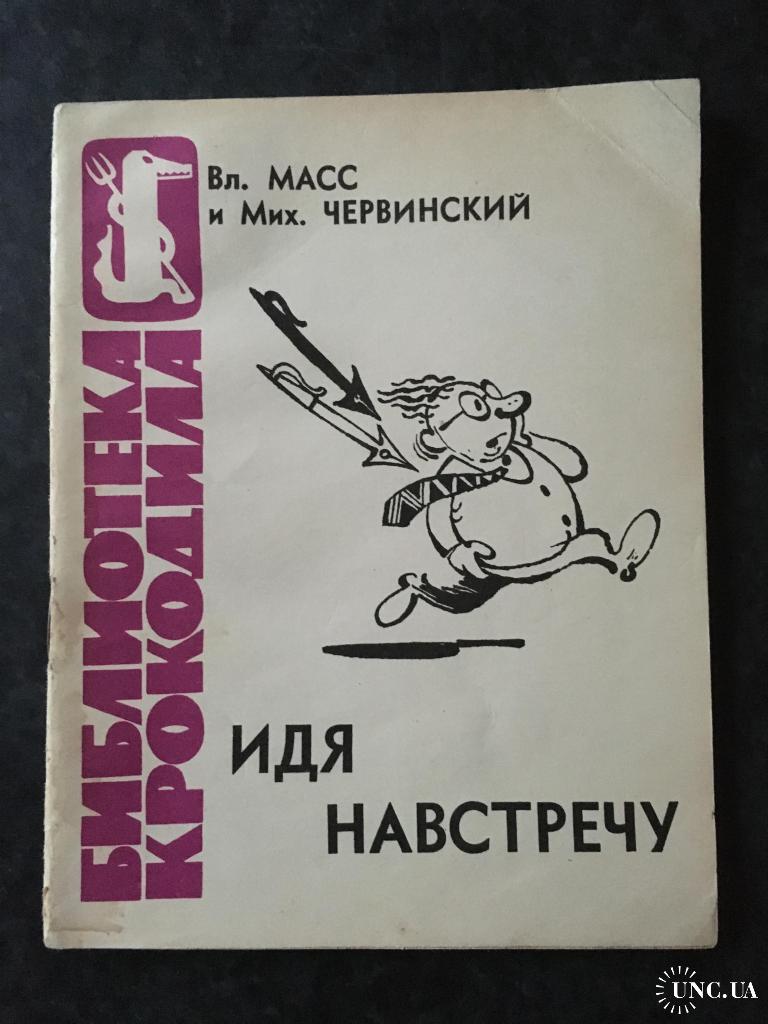 Вл. МАСС
и Мих. ЧЕРВИНСКИЙ
БИБЛИОТЕКА
КРОКОДИЛА
ИДЯ
НАВСТРЕЧУ
UNC.UA